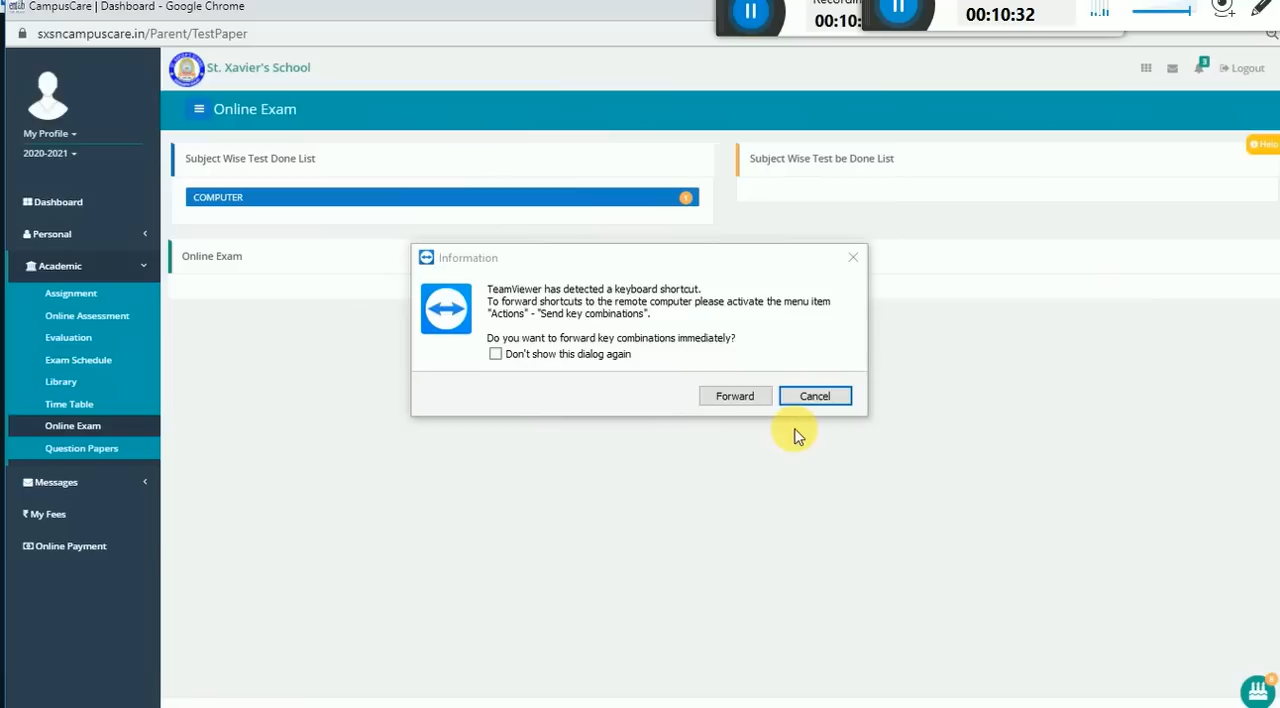 CampusCare | Dashboard - Google Chrome
00:10:
00:10:32
sxsncampuscare.in/Parent/TestPaper
St. Xavier's School
3
Logout
Online Exam
My Profile
2020-2021
Help
Subject Wise Test Done List
Subject Wise Test be Done List
COMPUTER
1
Dashboard
Personal
Academic
Online Exam
Assignment
Online Assessment
Evaluation
Exam Schedule
Library
Time Table
Online Exam
Question Papers
Messages
My Fees
Online Payment
Information
TeamViewer has detected a keyboard shortcut.
To forward shortcuts to the remote computer please activate the menu item
"Actions" - "Send key combinations".
Do you want to forward key combinations immediately?
Don't show this dialog again
Forward
Cancel